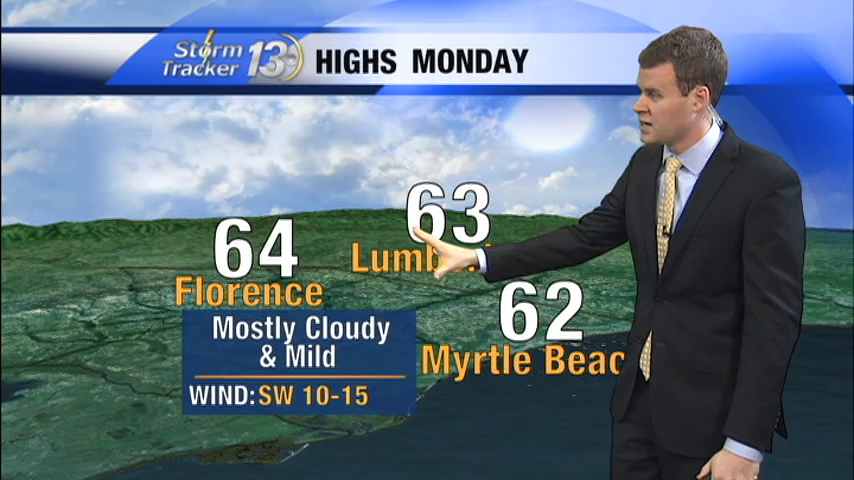 Storm
Tracker 13
HIGHS MONDAY
63
64
Florence
62
Myrtle Beac
Mostly Cloudy
& Mild
WIND: SW 10-15